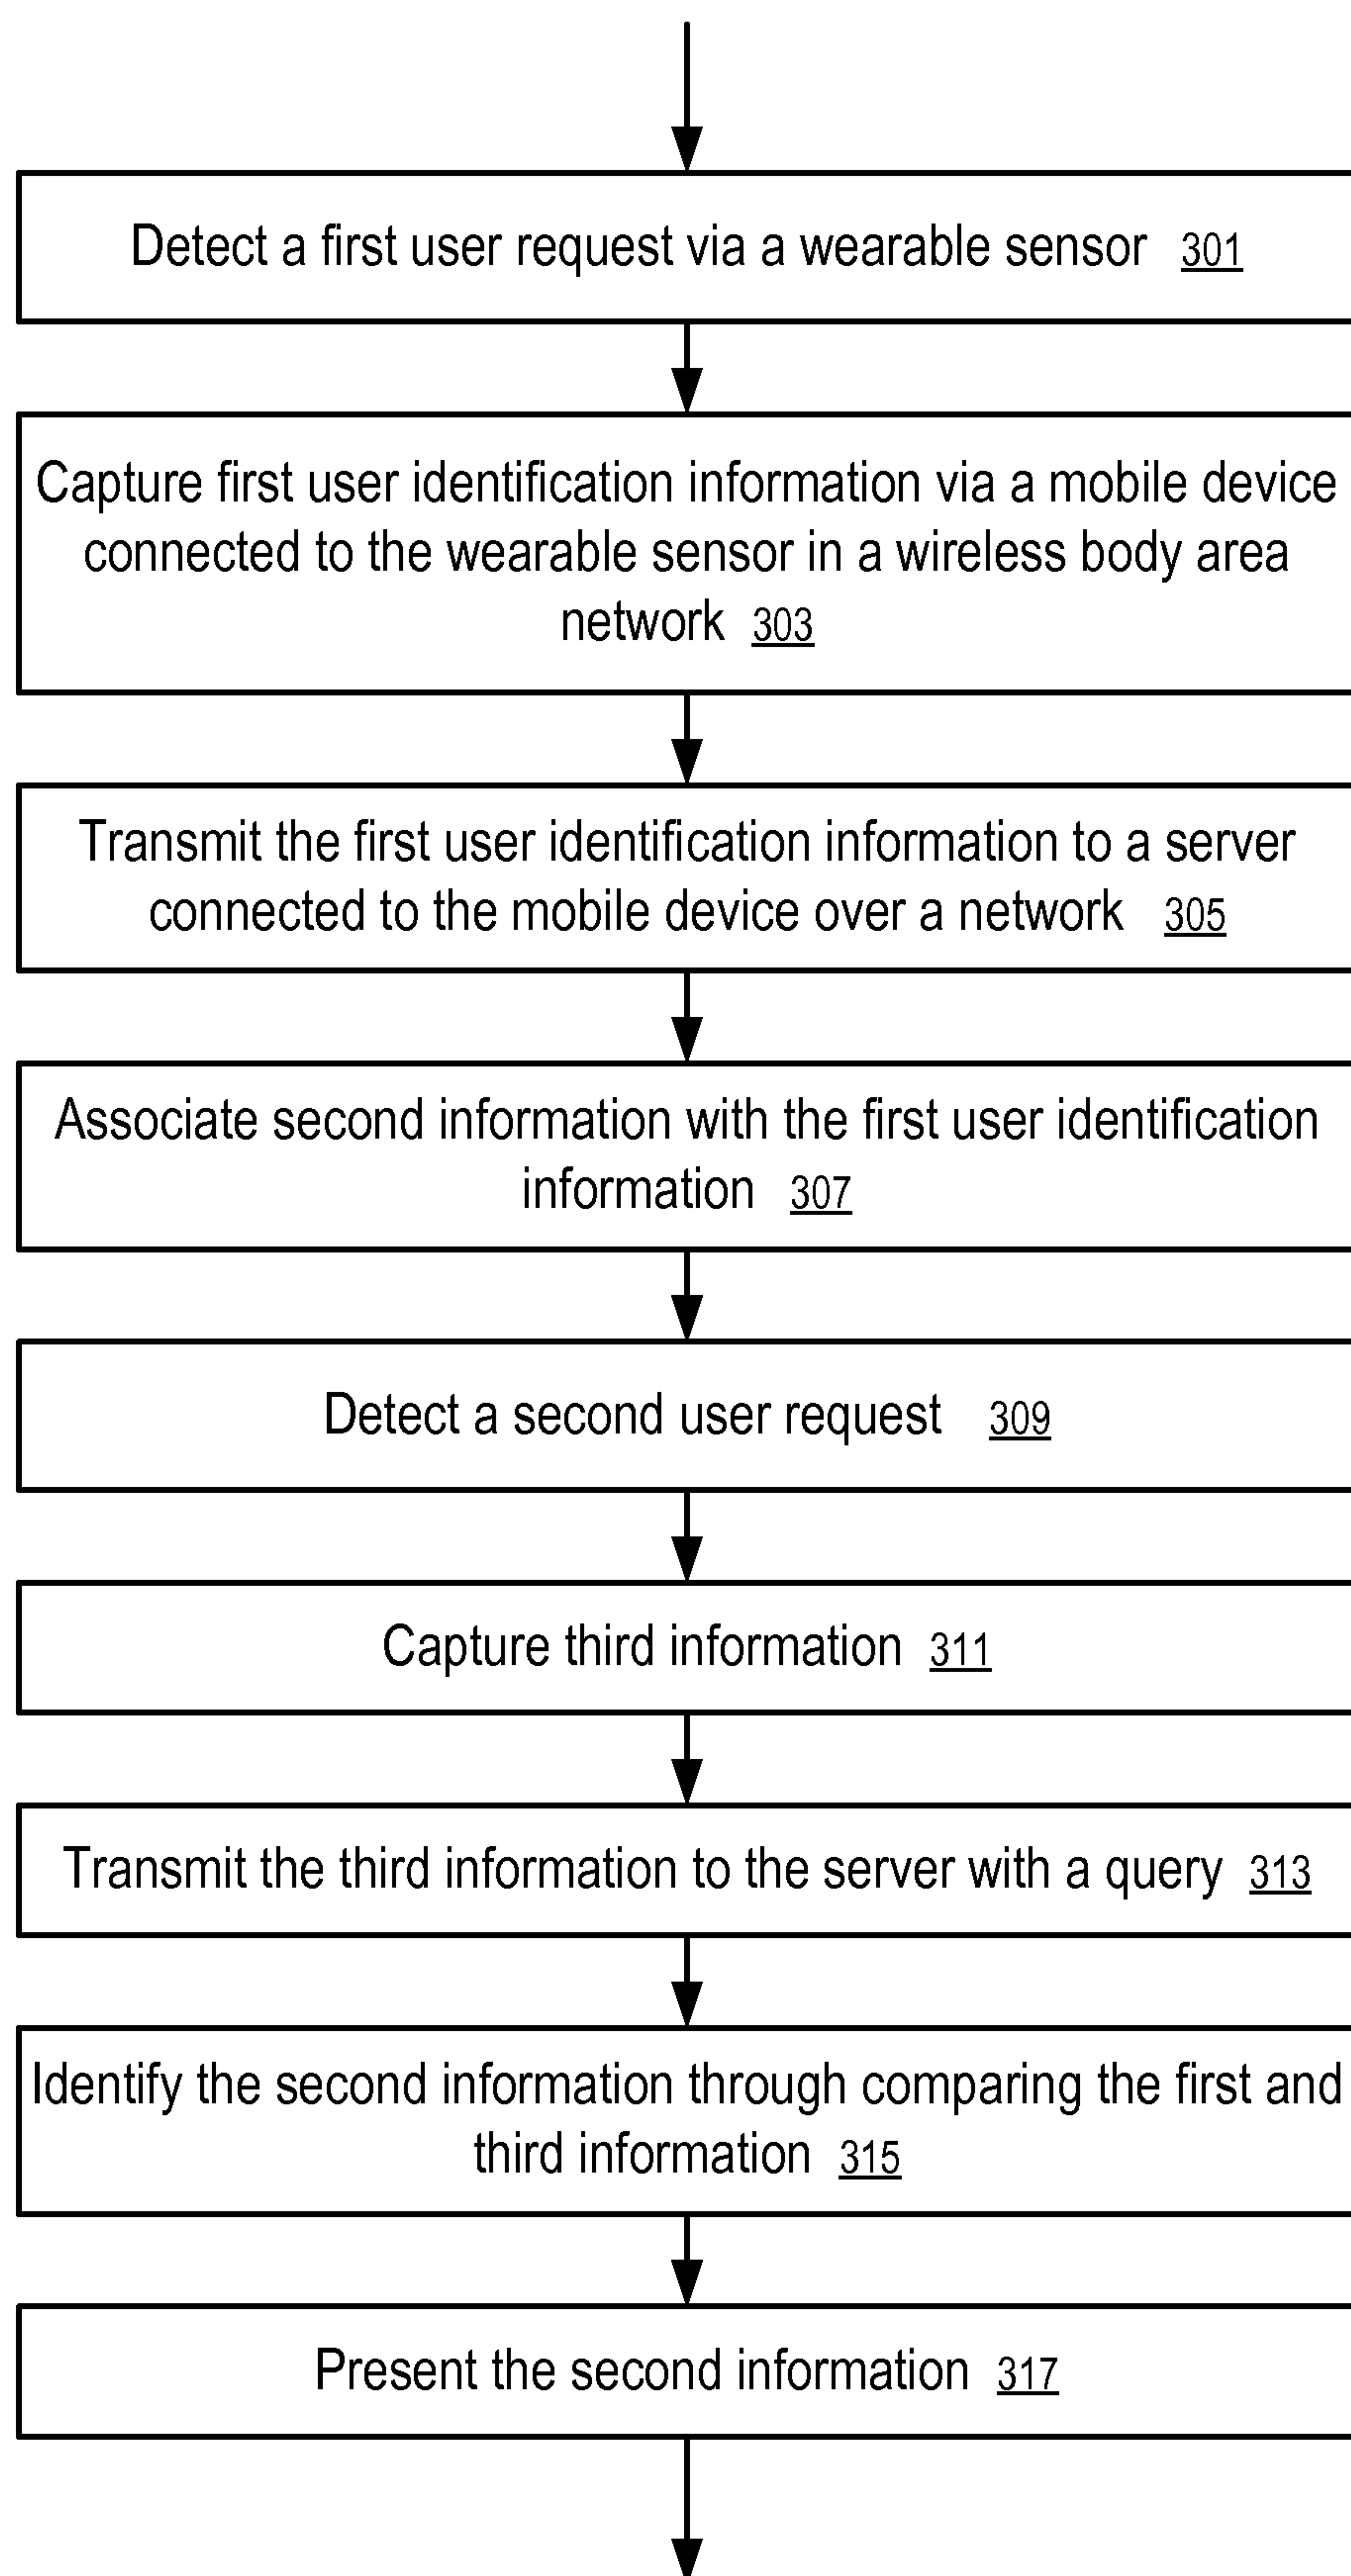 Detect a first user request via a wearable sensor 301
Capture first user identification information via a mobile device
connected to the wearable sensor in a wireless body area
network 303
Transmit the first user identification information to a server
connected to the mobile device over a network 305
Associate second information with the first user identification
information 307
Detect a second user request 309
Capture third information 311
Transmit the third information to the server with a query 313
Identify the second information through comparing the first and
third information 315
Present the second information 317